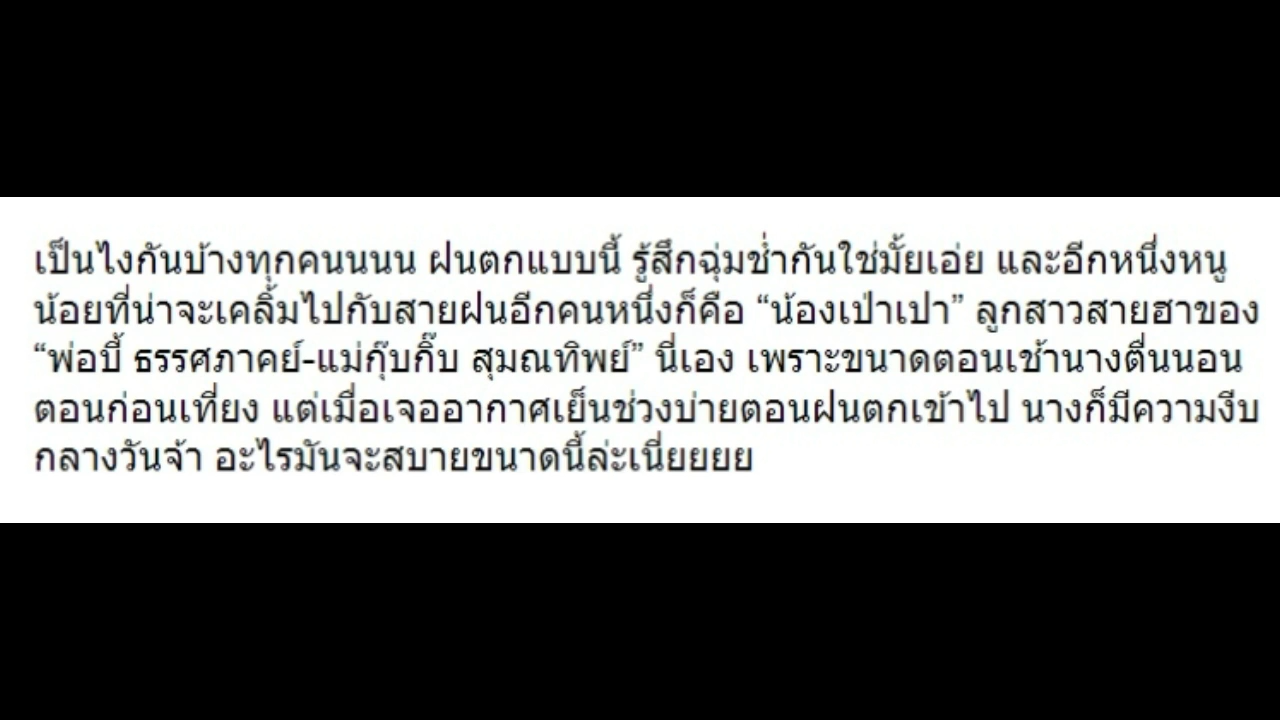 เป็นไงกันบ้างทุกคนนนน ฝนตกแบบนี้ รู้สึกฉุ่มช่ำกันใช่มั้ยเอ่ย และอีกหนึ่งหนู
น้อยที่น่าจะเคลิ้มไปกับสายฝนอีกคนหนึ่งก็คือ “น้องเป่าเปา” ลูกสาวสายฮาของ
“พ่อบี้ ธรรศภาคย์-แม่กุ๊บกิ๊บ สุมณทิพย์” นี่เอง เพราะขนาดตอนเช้านางตื่นนอน
ตอนก่อนเที่ยง แต่เมื่อเจออากาศเย็นช่วงบ่ายตอนฝนตกเข้าไป นางก็มีความงีบ
กลางวันจ้า อะไรมันจะสบายขนาดนี้ล่ะเนี่ยยยย